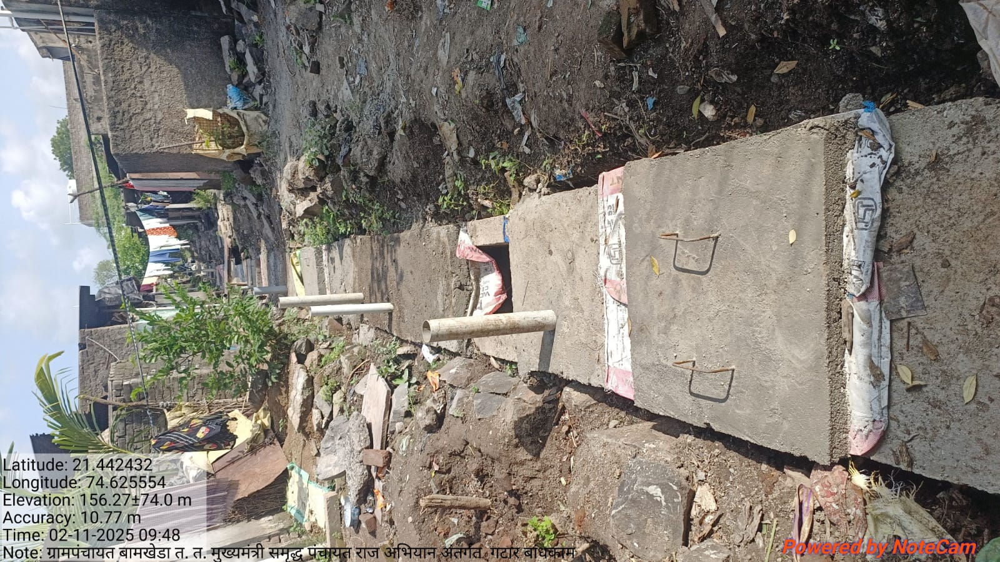 Latitude: 21.442432
Longitude: 74.625554
Elevation: 156.27±74.0 m
Accuracy: 10.77 m
Time: 02-11-2025 09:48
Note: ग्रामपंचायत बामखेडा त. त. मुख्यमंत्री समृद्ध पंचायत राज अभियान अंतर्गत गटार बांधकाम
Powered by NoteCam